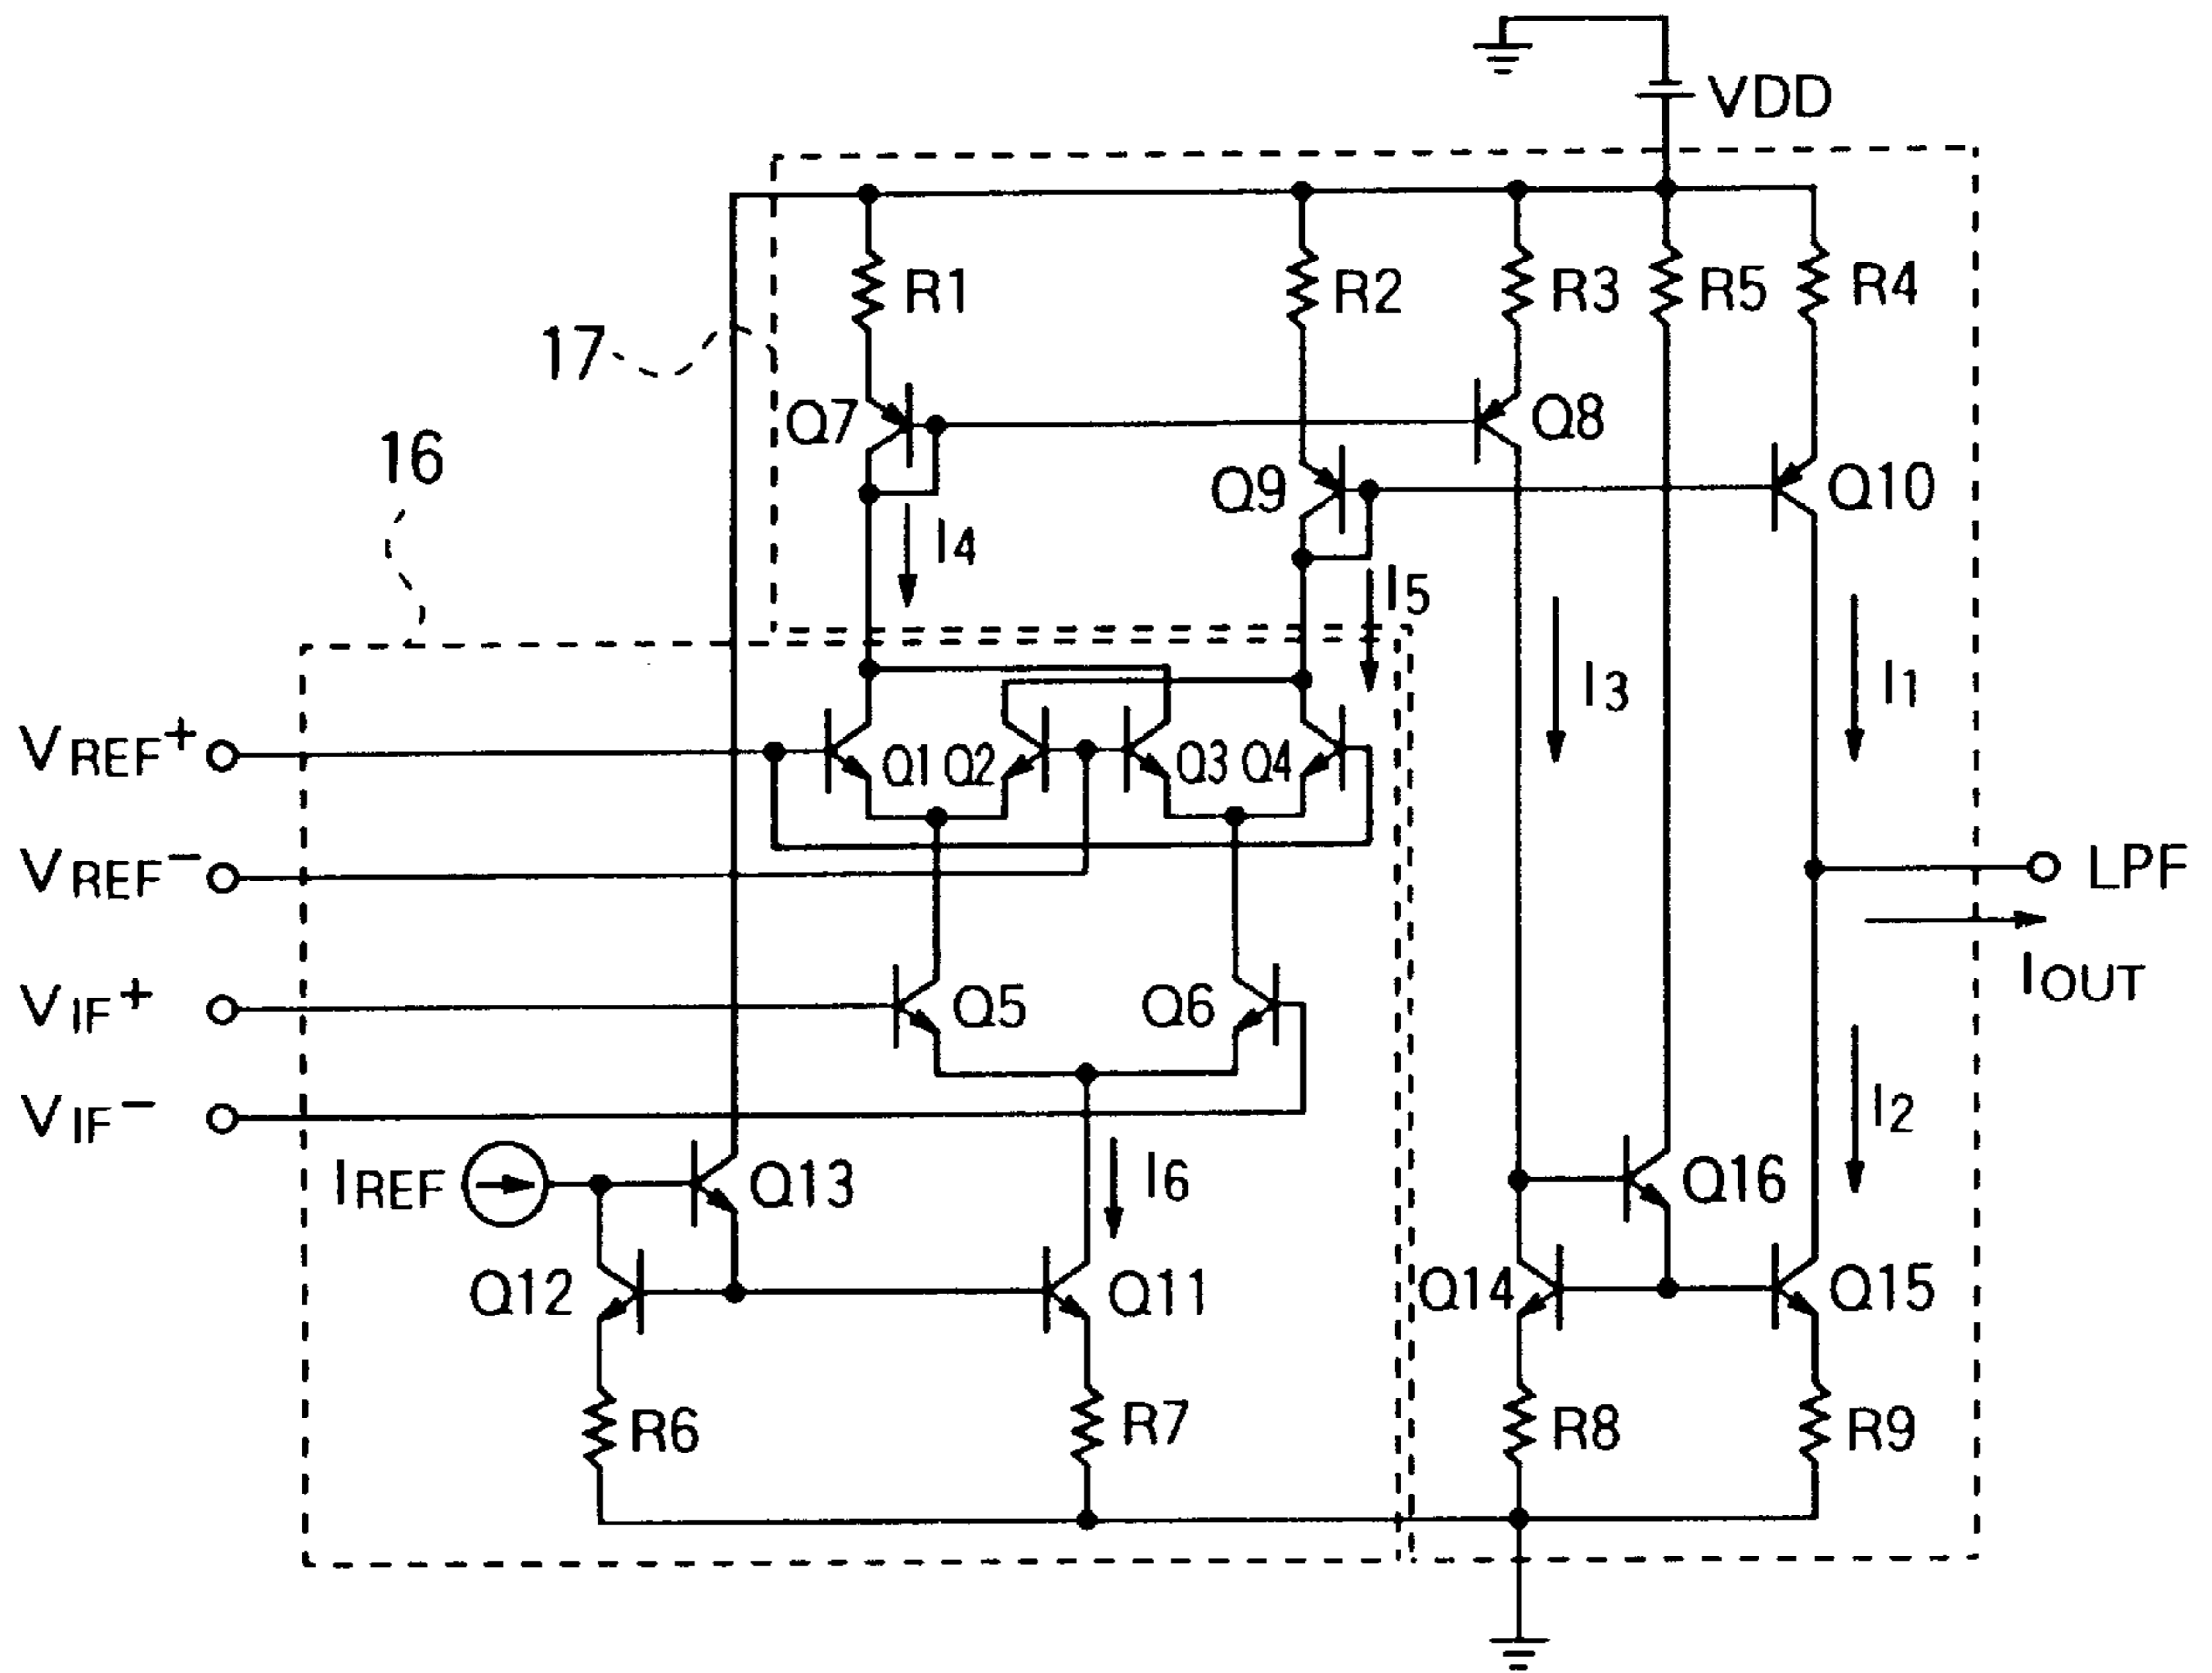 VDD
R1
R2
R3
R5
R4
17
Q7
Q8
16
Q9
Q10
I4
I5
I3
I1
VREF+
Q1
Q2
Q3
Q4
VREF−
LPF
VIF+
Q5
Q6
IOUT
VIF−
I2
IREF
Q13
I6
Q16
Q12
Q11
Q14
Q15
R6
R7
R8
R9